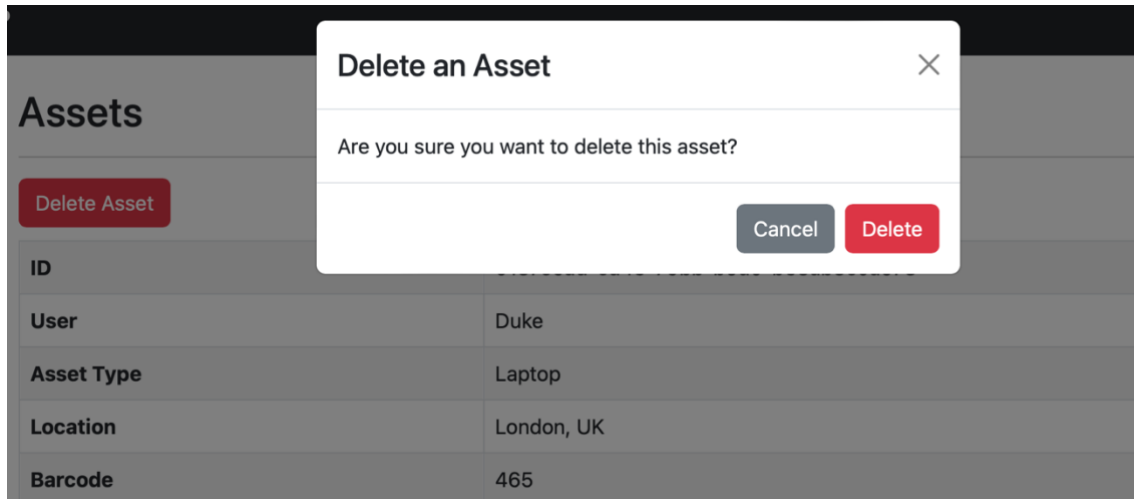 Delete an Asset
Assets
Are you sure you want to delete this asset?
Delete Asset
Cancel Delete
ID
User Duke
Asset Type Laptop
Location London, UK
Barcode 465